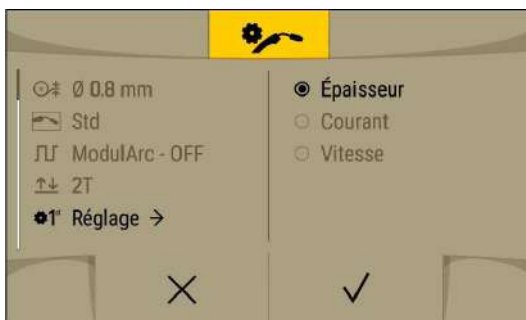 Ø 0.8 mm
Std
ModulArc - OFF
2T
1° Réglage →
Épaisseur
Courant
Vitesse